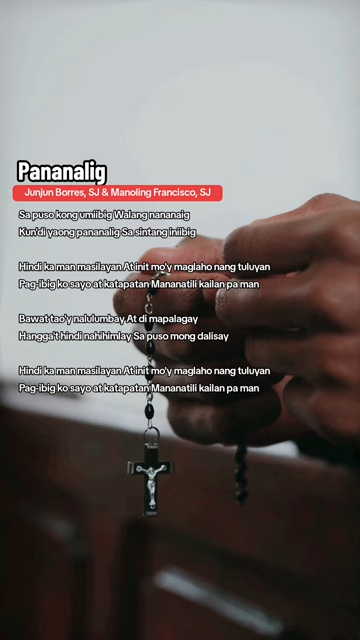 Pananalig
Junjun Borres, SJ & Manoling Francisco, SJ
Sa puso kong umiibig Walang nananaig
Kun'di yaong pananalig Sa sintang iniibig
Hindi ka man masilayan At init mo'y maglaho nang tuluyan
Pag-ibig ko sayo at katapatan Mananatili kailan pa man
Bawat tao'y nalulumbay At di mapalagay
Hangga't hindi nahihimlay Sa puso mong dalisay
Hindi ka man masilayan At init mo'y maglaho nang tuluyan
Pag-ibig ko sayo at katapatan Mananatili kailan pa man